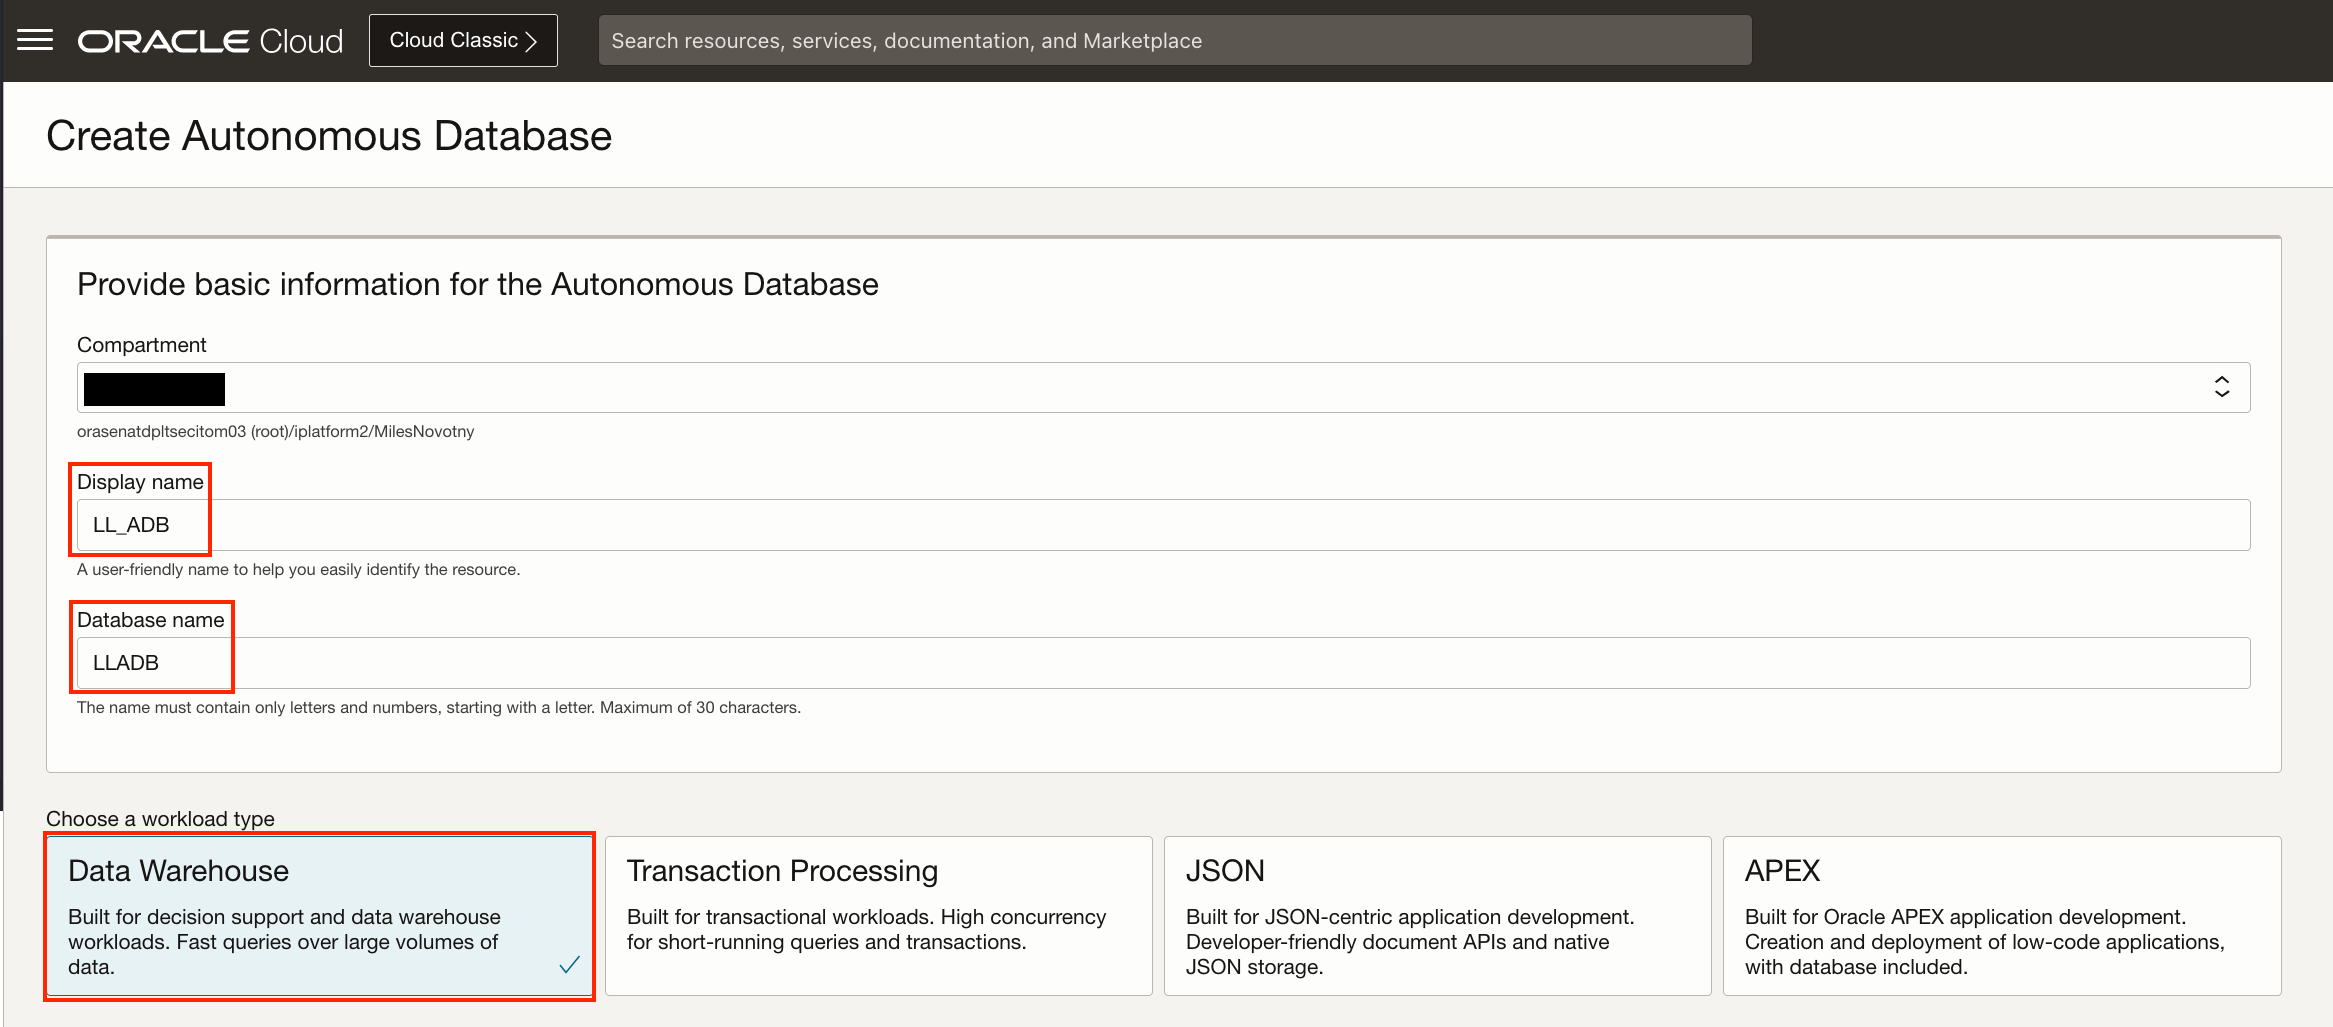 ORACLE Cloud
Cloud Classic
Search resources, services, documentation, and Marketplace
Create Autonomous Database
Provide basic information for the Autonomous Database
Compartment
orasenatdpltsecitom03 (root)/iplatform2/MilesNovotny
Display name
LL_ADB
A user-friendly name to help you easily identify the resource.
Database name
LLADB
The name must contain only letters and numbers, starting with a letter. Maximum of 30 characters.
Choose a workload type
Data Warehouse
Built for decision support and data warehouse
workloads. Fast queries over large volumes of
data.
Transaction Processing
Built for transactional workloads. High concurrency
for short-running queries and transactions.
JSON
Built for JSON-centric application development.
Developer-friendly document APIs and native
JSON storage.
APEX
Built for Oracle APEX application development.
Creation and deployment of low-code applications,
with database included.